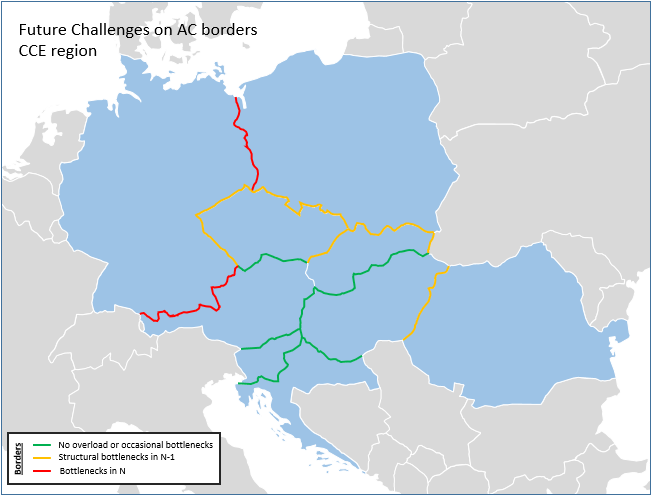 Future Challenges on AC borders
CCE region
Borders
No overload or occasional bottlenecks
Structural bottlenecks in N-1
Bottlenecks in N